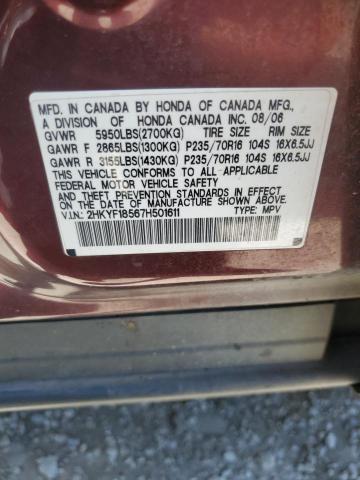 MFD. IN CANADA BY HONDA OF CANADA MFG.,
A DIVISION OF HONDA CANADA INC. 08/06
GVWR 5950LBS(2700KG) TIRE SIZE RIM SIZE
GAWR F 2865LBS(1300KG) P235/70R16 104S 16X6.5JJ
GAWR R 3155LBS(1430KG) P235/70R16 104S 16X6.5JJ
THIS VEHICLE CONFORMS TO ALL APPLICABLE
FEDERAL MOTOR VEHICLE SAFETY
AND THEFT PREVENTION STANDARDS IN EFFECT
ON THE DATE OF MANUFACTURE SHOWN ABOVE.
V.I.N.: 2HKYF18567H501611 TYPE: MPV